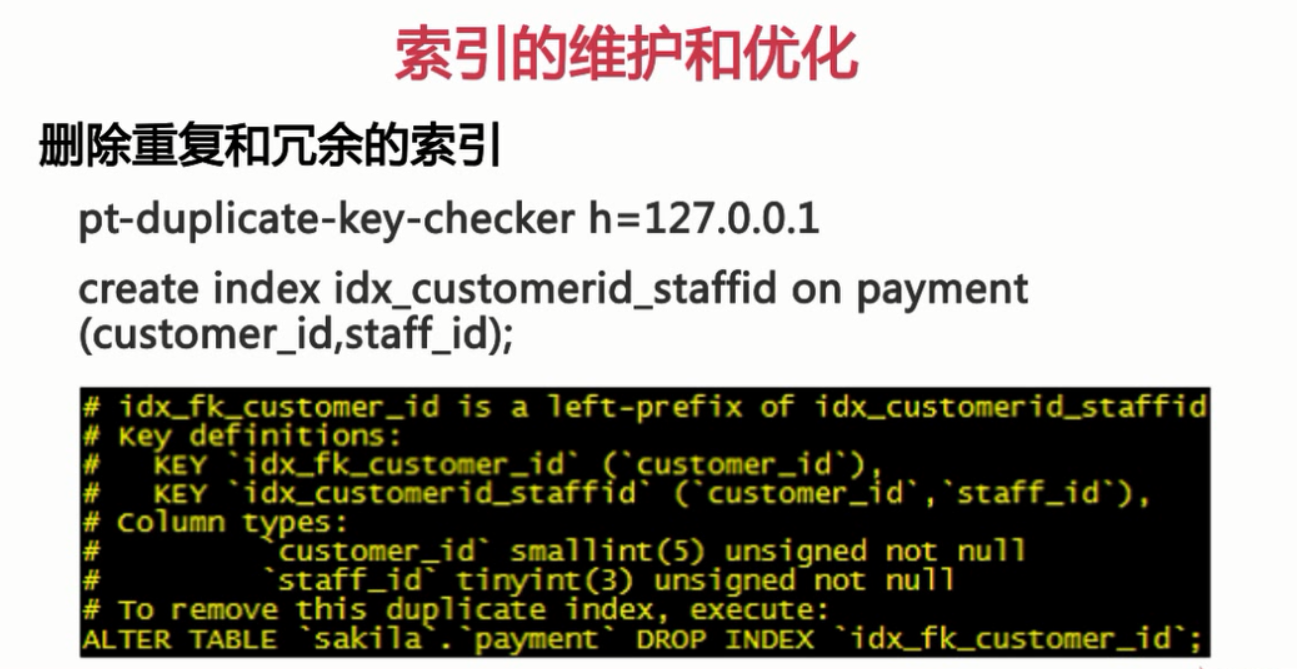 索引的维护和优化
删除重复和冗余的索引
pt-duplicate-key-checker h=127.0.0.1
create index idx_customerid_staffid on payment
(customer_id,staff_id);
# idx_fk_customer_id is a left-prefix of idx_customerid_staffid
# Key definitions:
#   KEY `idx_fk_customer_id` (`customer_id`),
#   KEY `idx_customerid_staffid` (`customer_id`,`staff_id`),
# Column types:
#         `customer_id` smallint(5) unsigned not null
#         `staff_id` tinyint(3) unsigned not null
# To remove this duplicate index, execute:
ALTER TABLE `sakila`.`payment` DROP INDEX `idx_fk_customer_id`;